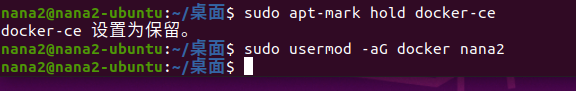 nana2@nana2-ubuntu:~/桌面$ sudo apt-mark hold docker-ce
docker-ce 设置为保留。
nana2@nana2-ubuntu:~/桌面$ sudo usermod -aG docker nana2
nana2@nana2-ubuntu:~/桌面$